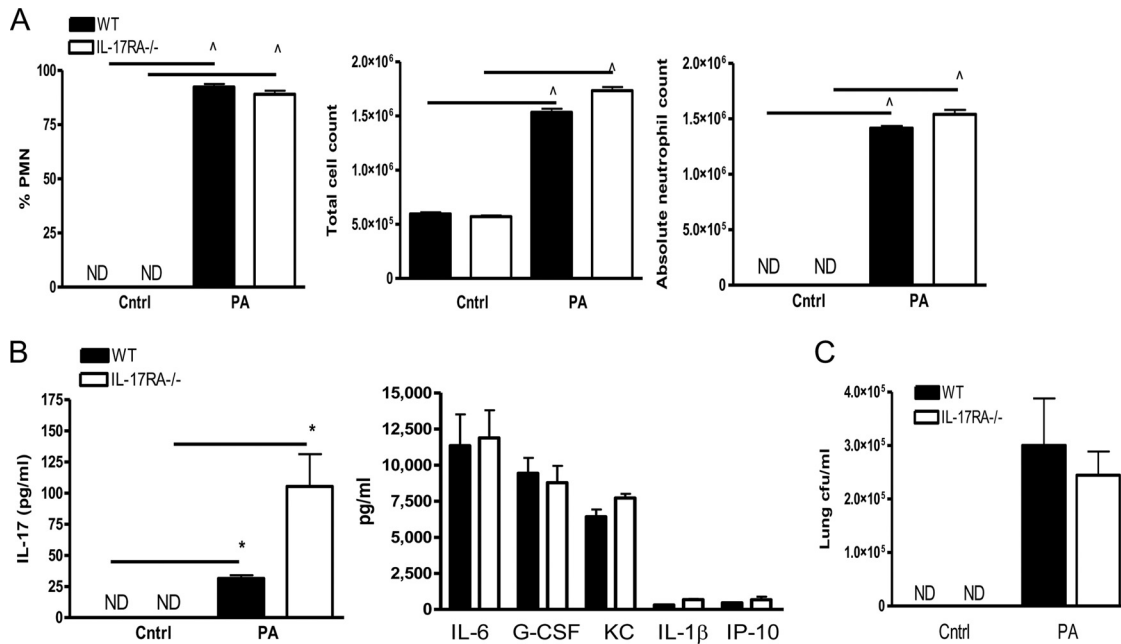 A
WT
IL-17RA-/-
^ ^
100
75
50
25
0
% PMN
ND ND
Cntrl PA
2.0×10⁶
1.5×10⁶
1.0×10⁶
5.0×10⁵
0
Total cell count
^ ^
Cntrl PA
2.0×10⁶
1.5×10⁶
1.0×10⁶
5.0×10⁵
0
Absolute neutrophil count
^ ^
ND ND
Cntrl PA
B
WT
IL-17RA-/-
175
150
125
100
75
50
25
0
IL-17 (pg/ml)
* *
ND ND
Cntrl PA
15,000
12,500
10,000
7,500
5,000
2,500
0
pg/ml
IL-6 G-CSF KC IL-1β IP-10
C
WT
IL-17RA-/-
4.0×10⁵
3.0×10⁵
2.0×10⁵
1.0×10⁵
0
Lung cfu/ml
ND ND
Cntrl PA